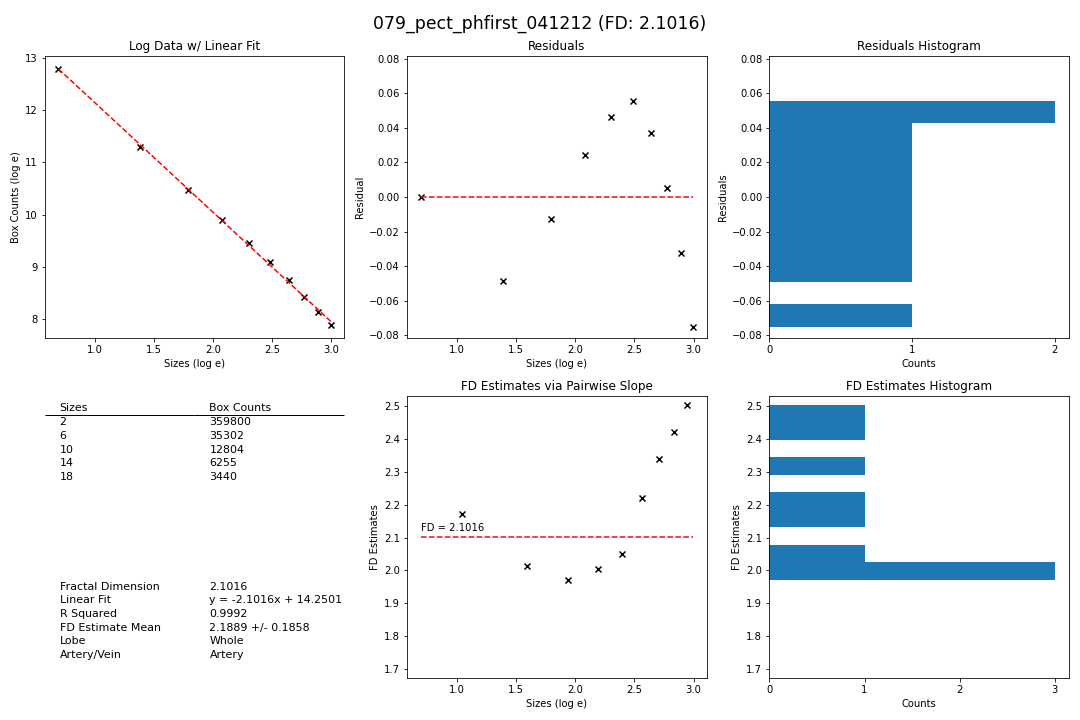 079_pect_phfirst_041212 (FD: 2.1016)
Log Data w/ Linear Fit
13
12
11
10
9
8
Box Counts (log e)
1.0 1.5 2.0 2.5 3.0
Sizes (log e)
Residuals
0.08
0.06
0.04
0.02
0.00
−0.02
−0.04
−0.06
−0.08
Residual
1.0 1.5 2.0 2.5 3.0
Sizes (log e)
Residuals Histogram
0.08
0.06
0.04
0.02
0.00
−0.02
−0.04
−0.06
−0.08
Residuals
0 1 2
Counts
Sizes Box Counts
2 359800
6 35302
10 12804
14 6255
18 3440
Fractal Dimension 2.1016
Linear Fit y = -2.1016x + 14.2501
R Squared 0.9992
FD Estimate Mean 2.1889 +/- 0.1858
Lobe Whole
Artery/Vein Artery
FD Estimates via Pairwise Slope
2.5
2.4
2.3
2.2
2.1
2.0
1.9
1.8
1.7
FD Estimates
FD = 2.1016
1.0 1.5 2.0 2.5 3.0
Sizes (log e)
FD Estimates Histogram
2.5
2.4
2.3
2.2
2.1
2.0
1.9
1.8
1.7
FD Estimates
0 1 2 3
Counts